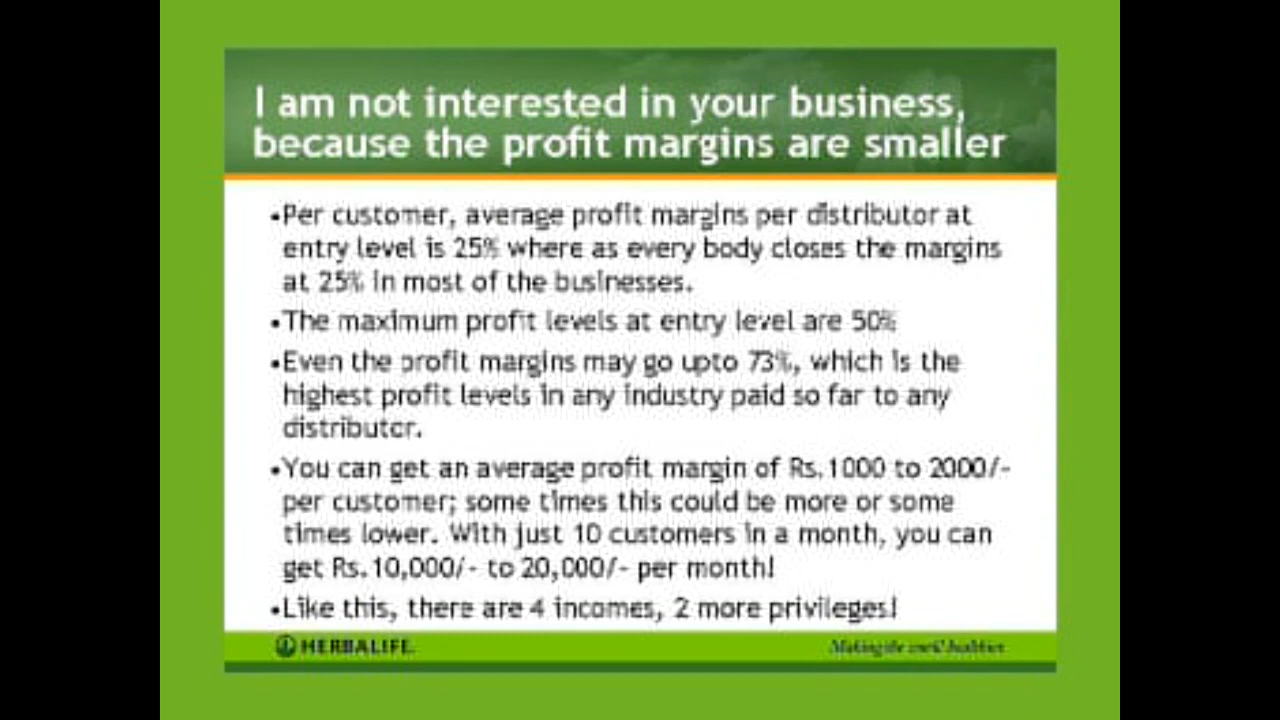 I am not interested in your business,
because the profit margins are smaller
•Per customer, average profit margins per distributor at
entry level is 25% where as every body closes the margins
at 25% in most of the businesses.
•The maximum profit levels at entry level are 50%
•Even the profit margins may go upto 73%, which is the
highest profit levels in any industry paid so far to any
distributor.
•You can get an average profit margin of Rs.1000 to 2000/-
per customer; some times this could be more or some
times lower. With just 10 customers in a month, you can
get Rs.10,000/- to 20,000/- per month!
•Like this, there are 4 incomes, 2 more privileges!
HERBALIFE.
Making the world healthier